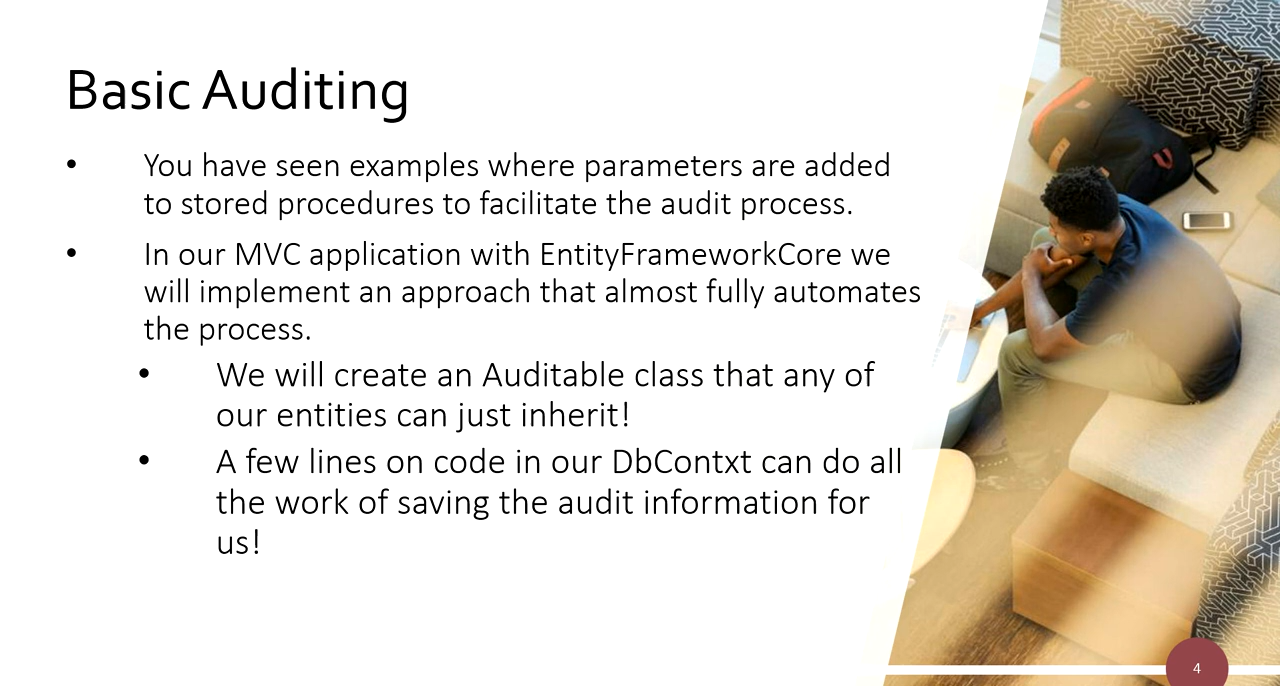 Basic Auditing
• You have seen examples where parameters are added
to stored procedures to facilitate the audit process.
• In our MVC application with EntityFrameworkCore we
will implement an approach that almost fully automates
the process.
• We will create an Auditable class that any of
our entities can just inherit!
• A few lines on code in our DbContxt can do all
the work of saving the audit information for
us!
4